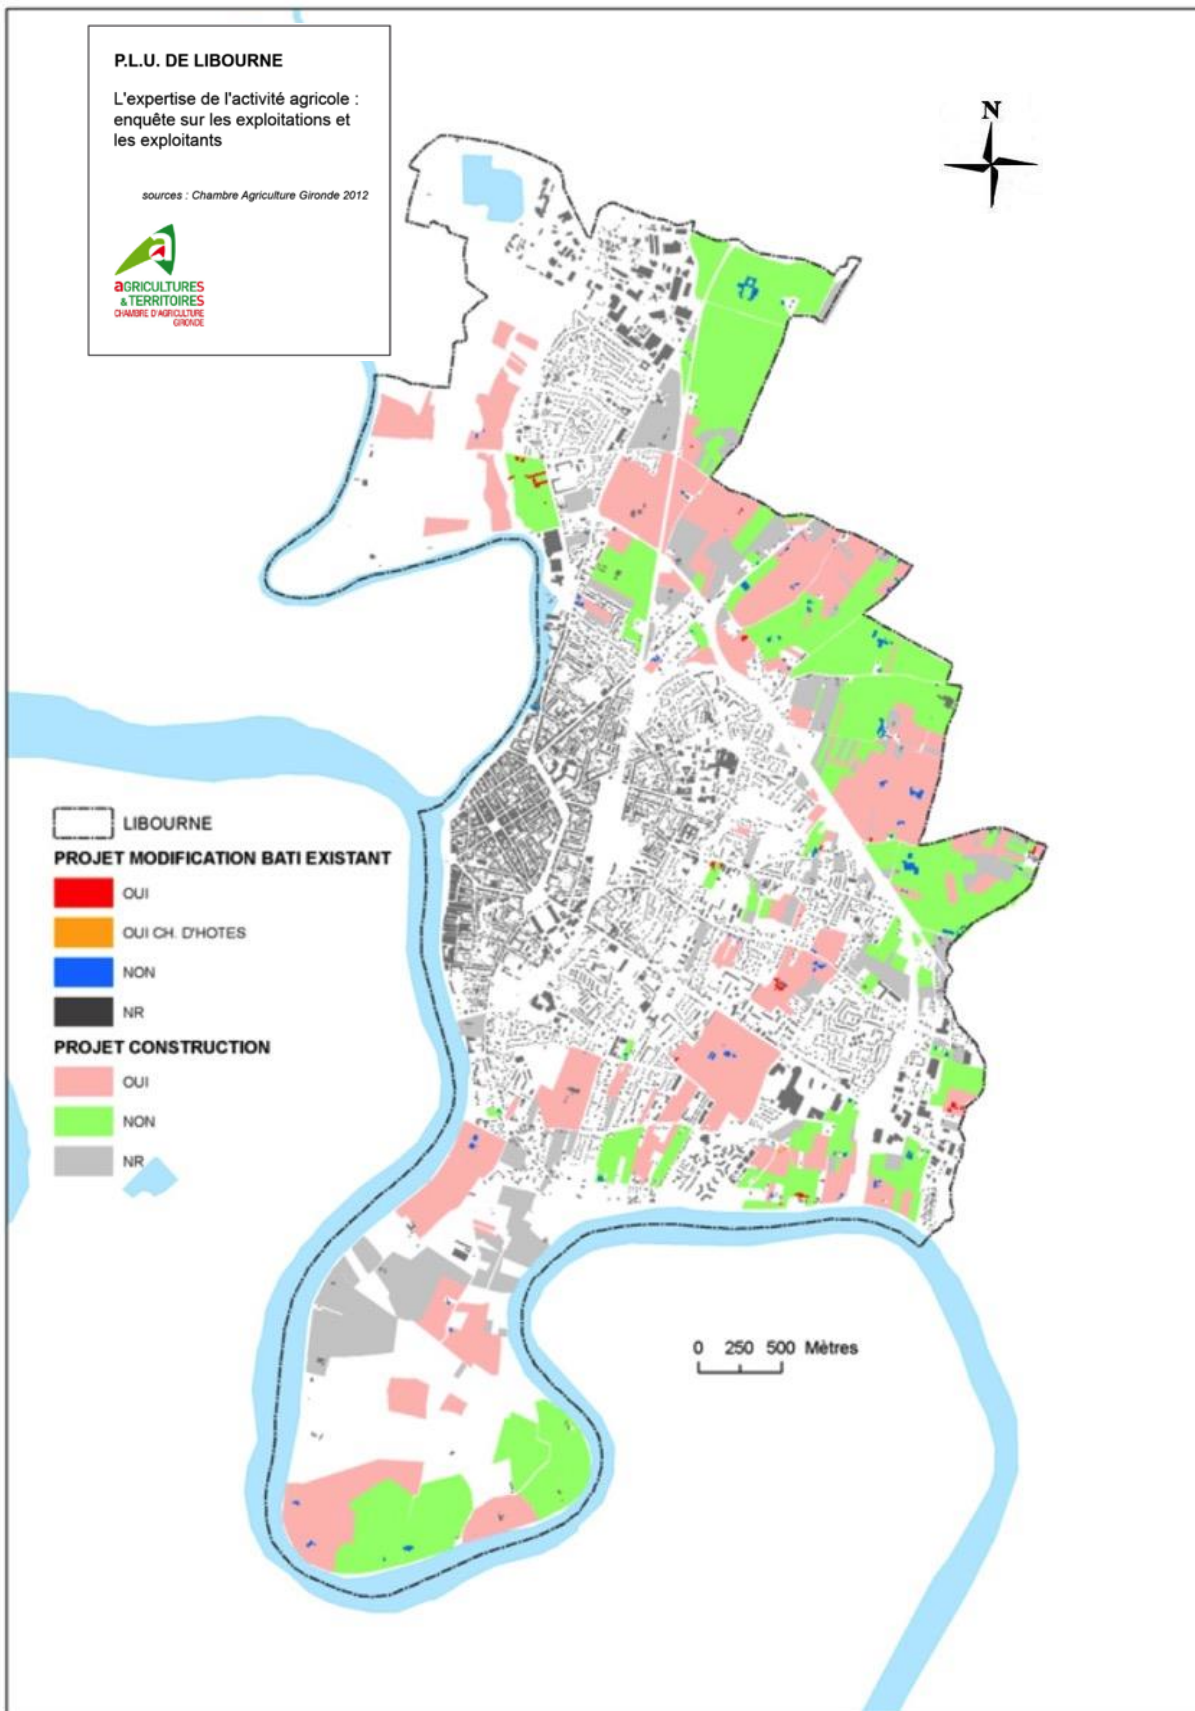 P.L.U. DE LIBOURNE
L'expertise de l'activité agricole :
enquête sur les exploitations et
les exploitants
sources : Chambre Agriculture Gironde 2012
a
aGRICULTURES
& TERRITOIRES
CHAMBRE D'AGRICULTURE
GIRONDE
N
LIBOURNE
PROJET MODIFICATION BATI EXISTANT
OUI
OUI CH. D'HOTES
NON
NR
PROJET CONSTRUCTION
OUI
NON
NR
0 250 500 Mètres